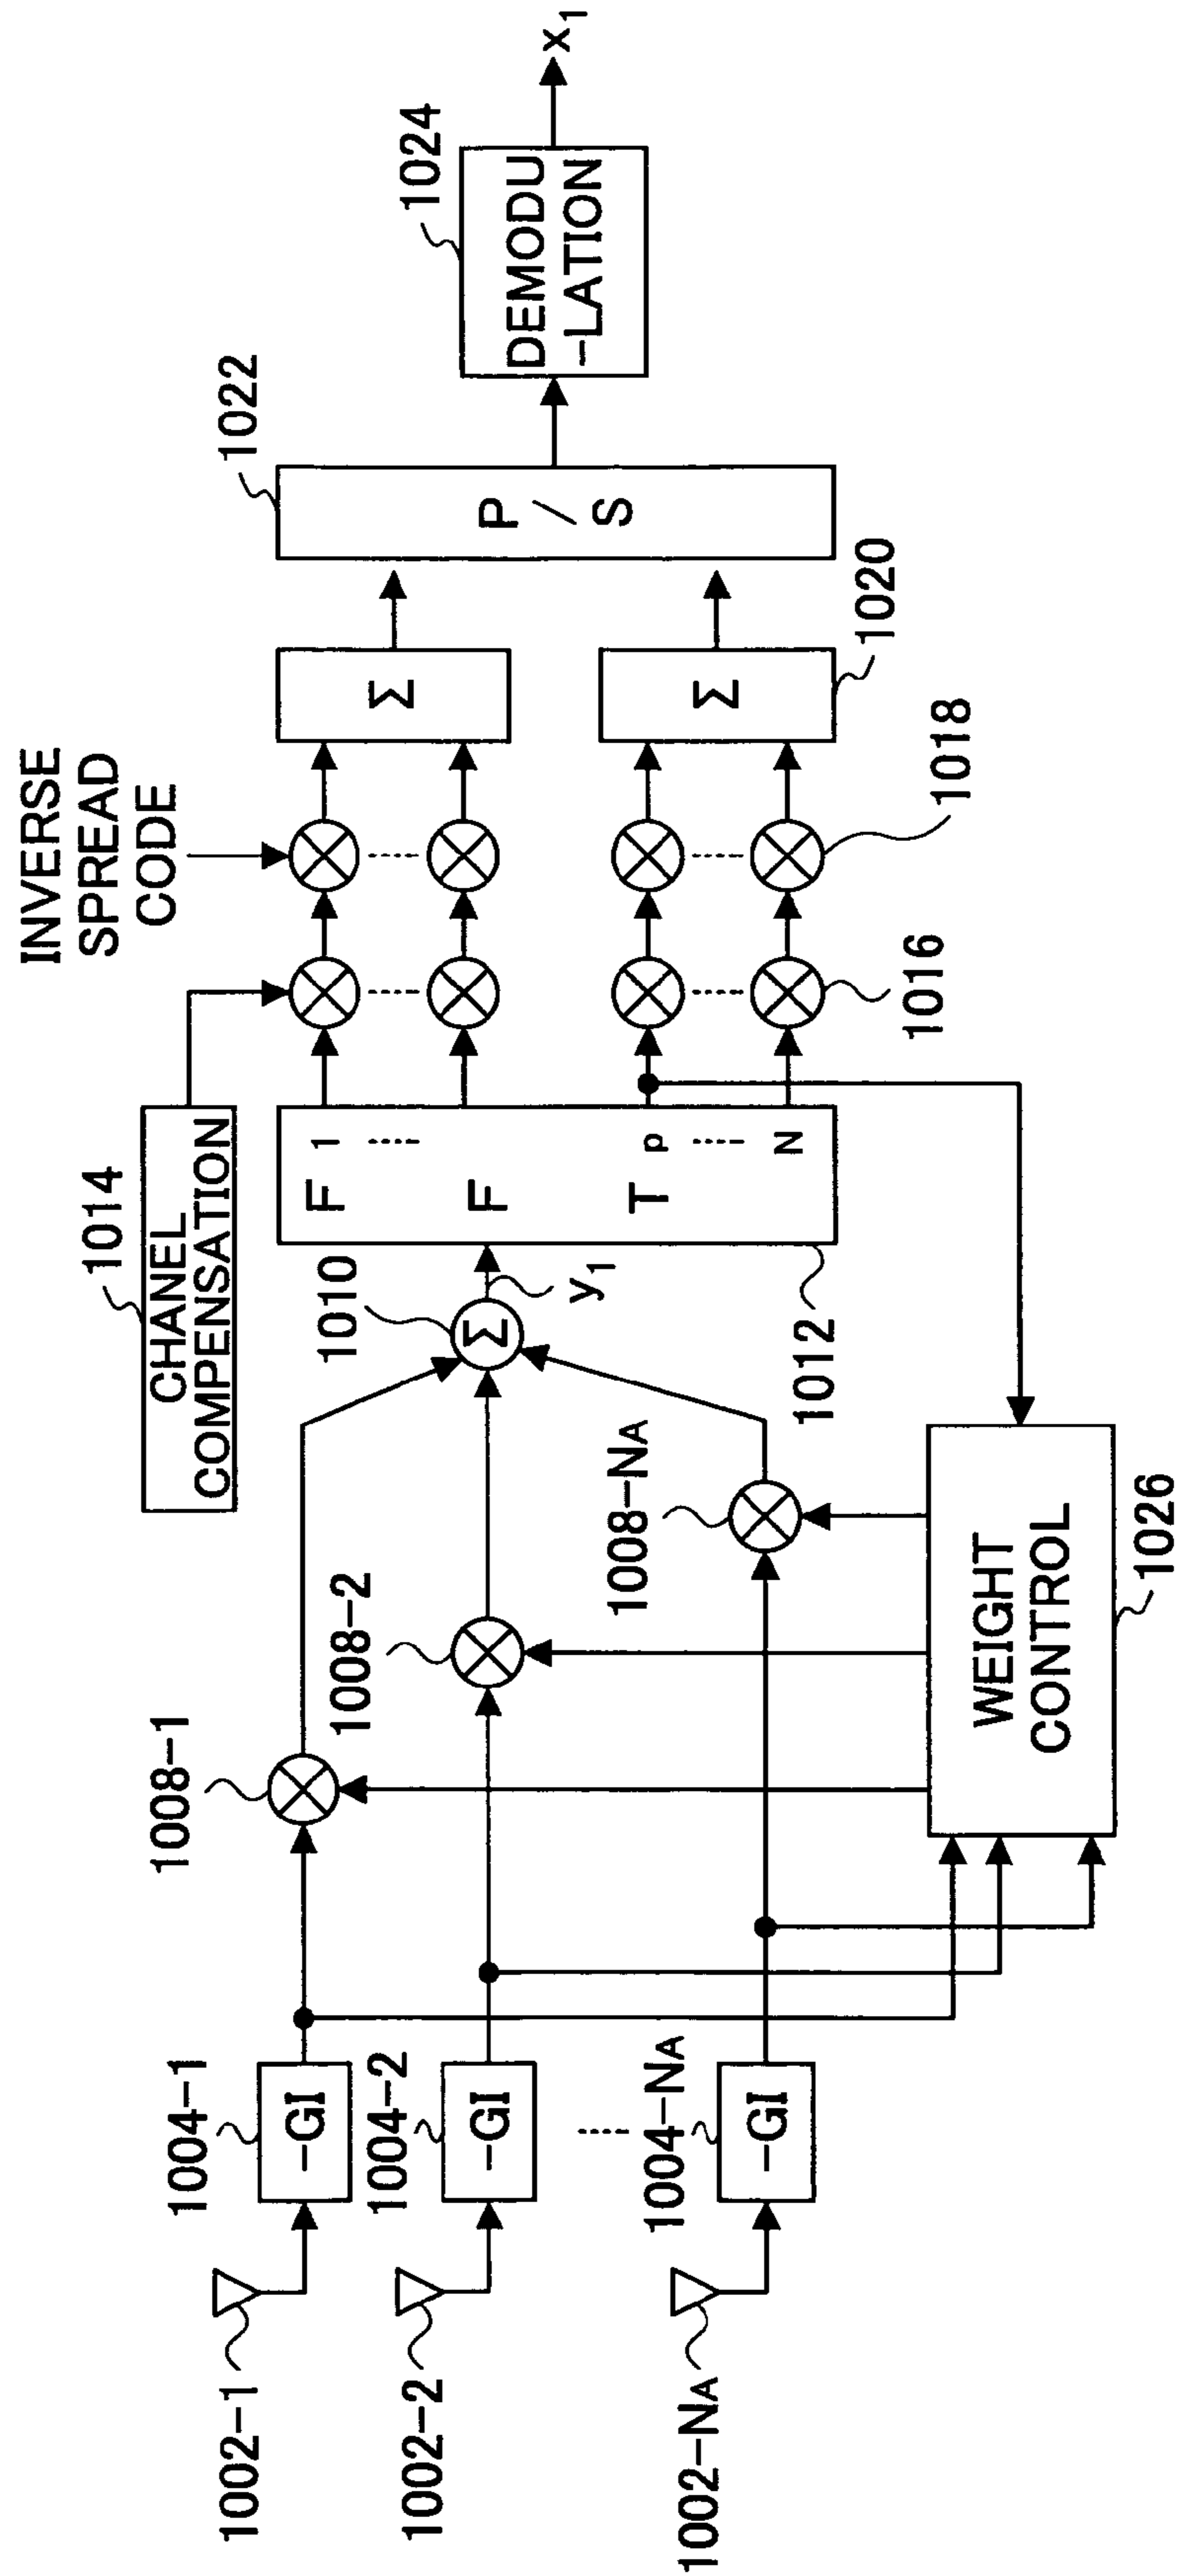 1002-1
1002-2
1002-NA
1004-1
-GI
1004-2
-GI
1004-NA
-GI
1008-1
1008-2
1008-NA
WEIGHT
CONTROL
1026
1010
Σ
y1
1014
CHANNEL
COMPENSATION
F F T
1
p
N
1012
INVERSE
SPREAD
CODE
1016
1018
Σ
Σ
1020
P/S
1022
DEMODU
-LATION
1024
x1